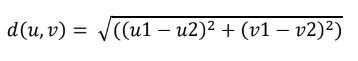 d(u,v) = √((u1 − u2)² + (v1 − v2)²)